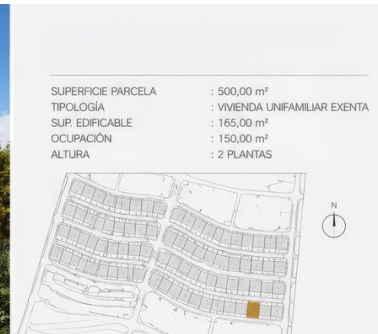 SUPERFICIE PARCELA : 500,00 m²
TIPOLOGÍA : VIVIENDA UNIFAMILIAR EXENTA
SUP. EDIFICABLE : 165,00 m²
OCUPACIÓN : 150,00 m²
ALTURA : 2 PLANTAS
N